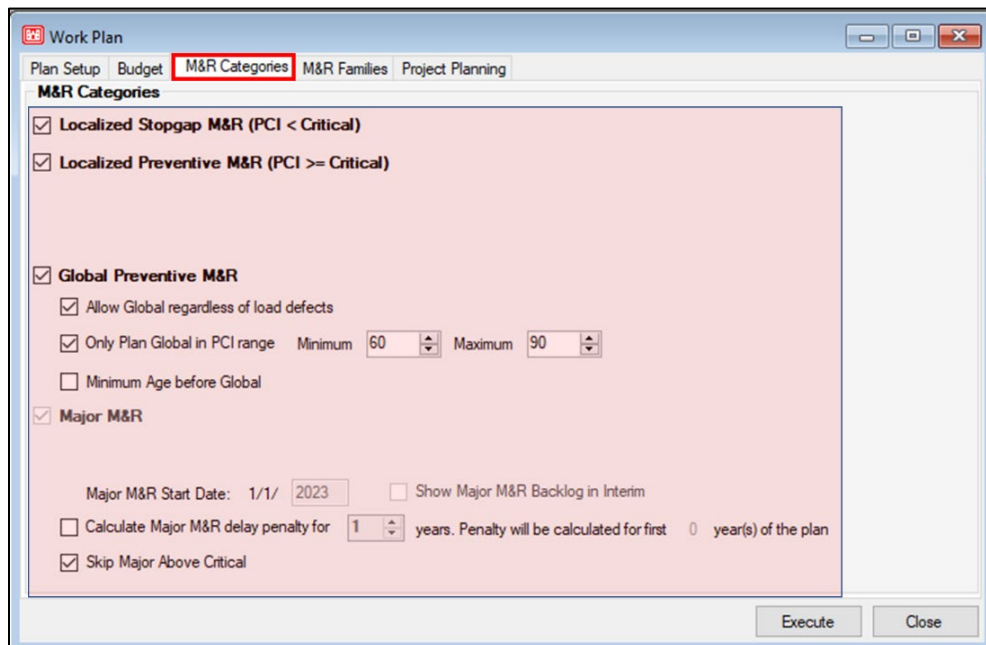 Work Plan
Plan Setup Budget M&R Categories M&R Families Project Planning
M&R Categories
Localized Stopgap M&R (PCI < Critical)
Localized Preventive M&R (PCI >= Critical)
Global Preventive M&R
Allow Global regardless of load defects
Only Plan Global in PCI range Minimum 60 Maximum 90
Minimum Age before Global
Major M&R
Major M&R Start Date: 1/1/ 2023 Show Major M&R Backlog in Interim
Calculate Major M&R delay penalty for 1 years. Penalty will be calculated for first 0 year(s) of the plan
Skip Major Above Critical
Execute Close